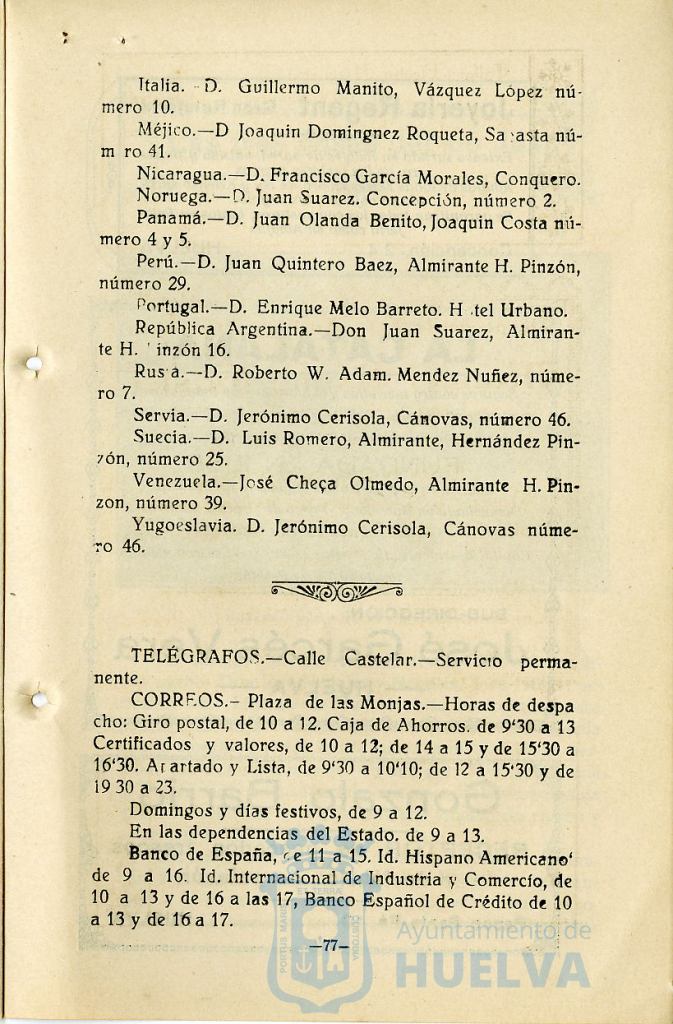 Italia. - D. Guillermo Manito, Vázquez López nú-
mero 10.
Méjico.—D Joaquin Domingnez Roqueta, Sa asta nú-
m ro 41.
Nicaragua.—D. Francisco García Morales, Conquero.
Noruega.—D. Juan Suarez. Concepción, número 2.
Panamá.—D. Juan Olanda Benito, Joaquin Costa nú-
mero 4 y 5.
Perú.—D. Juan Quintero Baez, Almirante H. Pinzón,
número 29.
Portugal.—D. Enrique Melo Barreto. H tel Urbano.
República Argentina.—Don Juan Suarez, Almiran-
te H. inzón 16.
Rus a.—D. Roberto W. Adam. Mendez Nuñez, núme-
ro 7.
Servia.—D. Jerónimo Cerisola, Cánovas, número 46.
Suecia.—D. Luis Romero, Almirante, Hernández Pin-
zón, número 25.
Venezuela.—José Cheça Olmedo, Almirante H. Pin-
zon, número 39.
Yugoeslavia. D. Jerónimo Cerisola, Cánovas núme-
ro 46.
TELÉGRAFOS.—Calle Castelar.—Servicio perma-
nente.
CORREOS.- Plaza de las Monjas.—Horas de despa
cho: Giro postal, de 10 a 12. Caja de Ahorros. de 9‘30 a 13
Certificados y valores, de 10 a 12; de 14 a 15 y de 15‘30 a
16‘30. Apartado y Lista, de 9‘30 a 10‘10; de 12 a 15‘30 y de
19 30 a 23.
Domingos y días festivos, de 9 a 12.
En las dependencias del Estado. de 9 a 13.
Banco de España, de 11 a 15. Id. Hispano Americano‘
de 9 a 16. Id. Internacional de Industria y Comercío, de
10 a 13 y de 16 a las 17, Banco Español de Crédito de 10
a 13 y de 16 a 17.
—77—
Ayuntamiento de
HUELVA